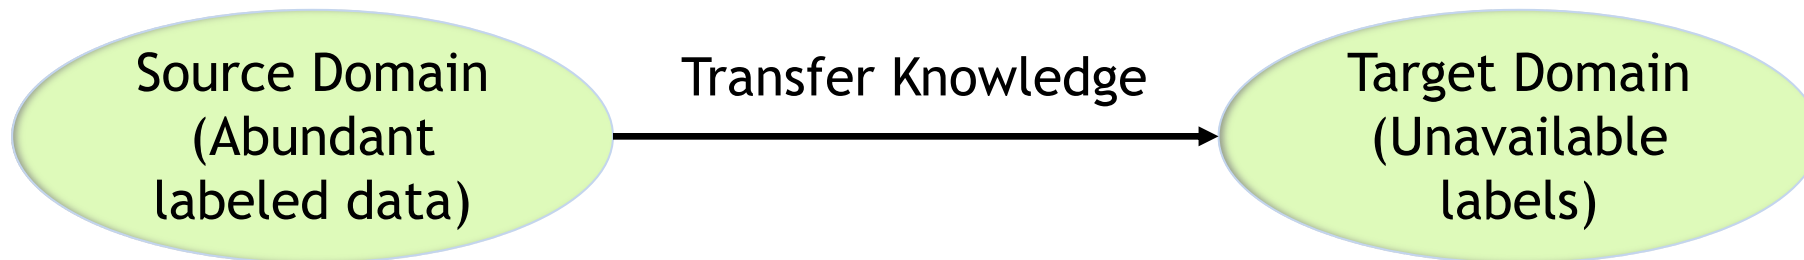 Source Domain
(Abundant
labeled data)
Transfer Knowledge
Target Domain
(Unavailable
labels)